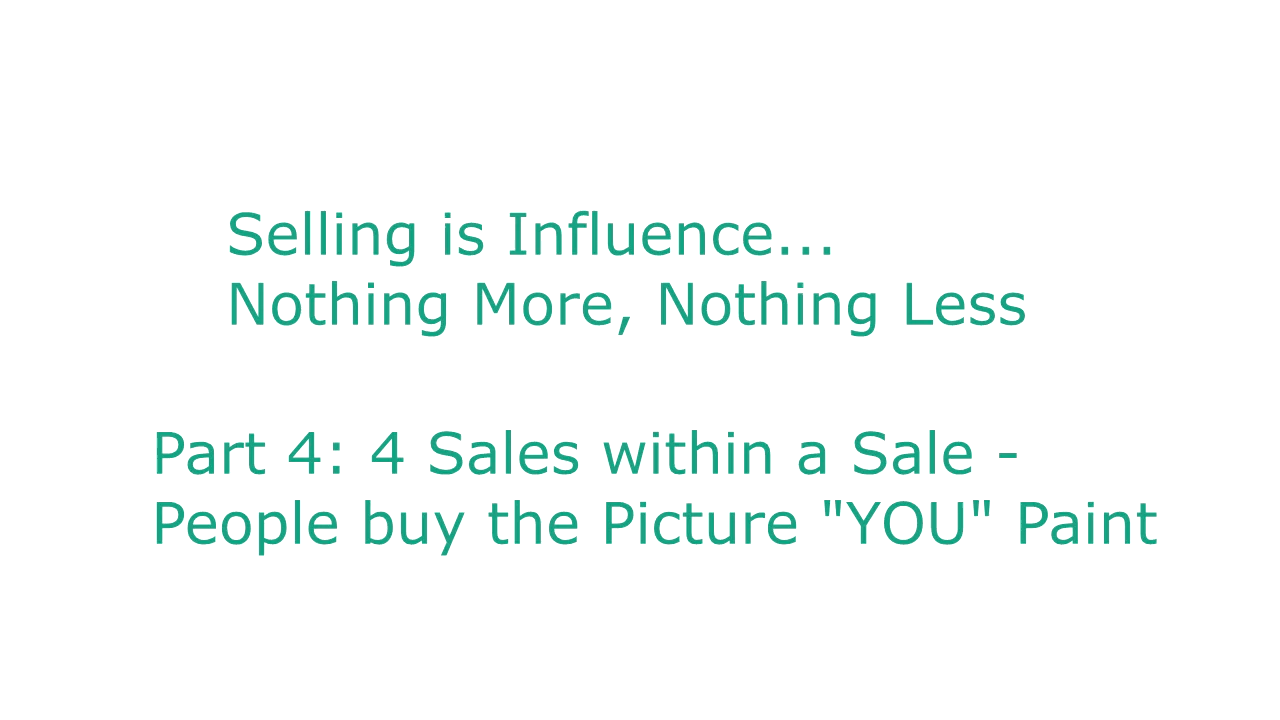 Selling is Influence...
Nothing More, Nothing Less
Part 4: 4 Sales within a Sale -
People buy the Picture "YOU" Paint